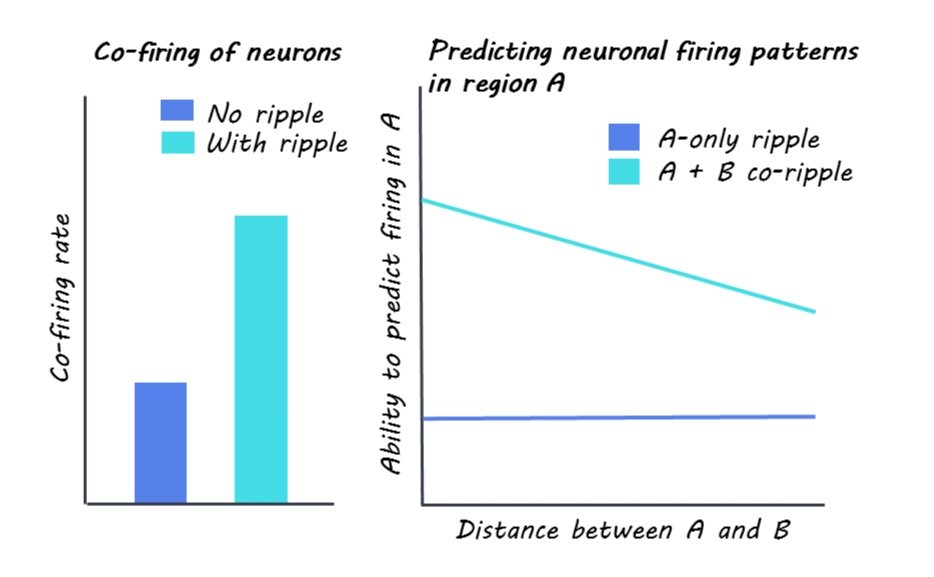 Co-firing of neurons
No ripple
With ripple
Co-firing rate
Predicting neuronal firing patterns
in region A
A-only ripple
A + B co-ripple
Ability to predict firing in A
Distance between A and B